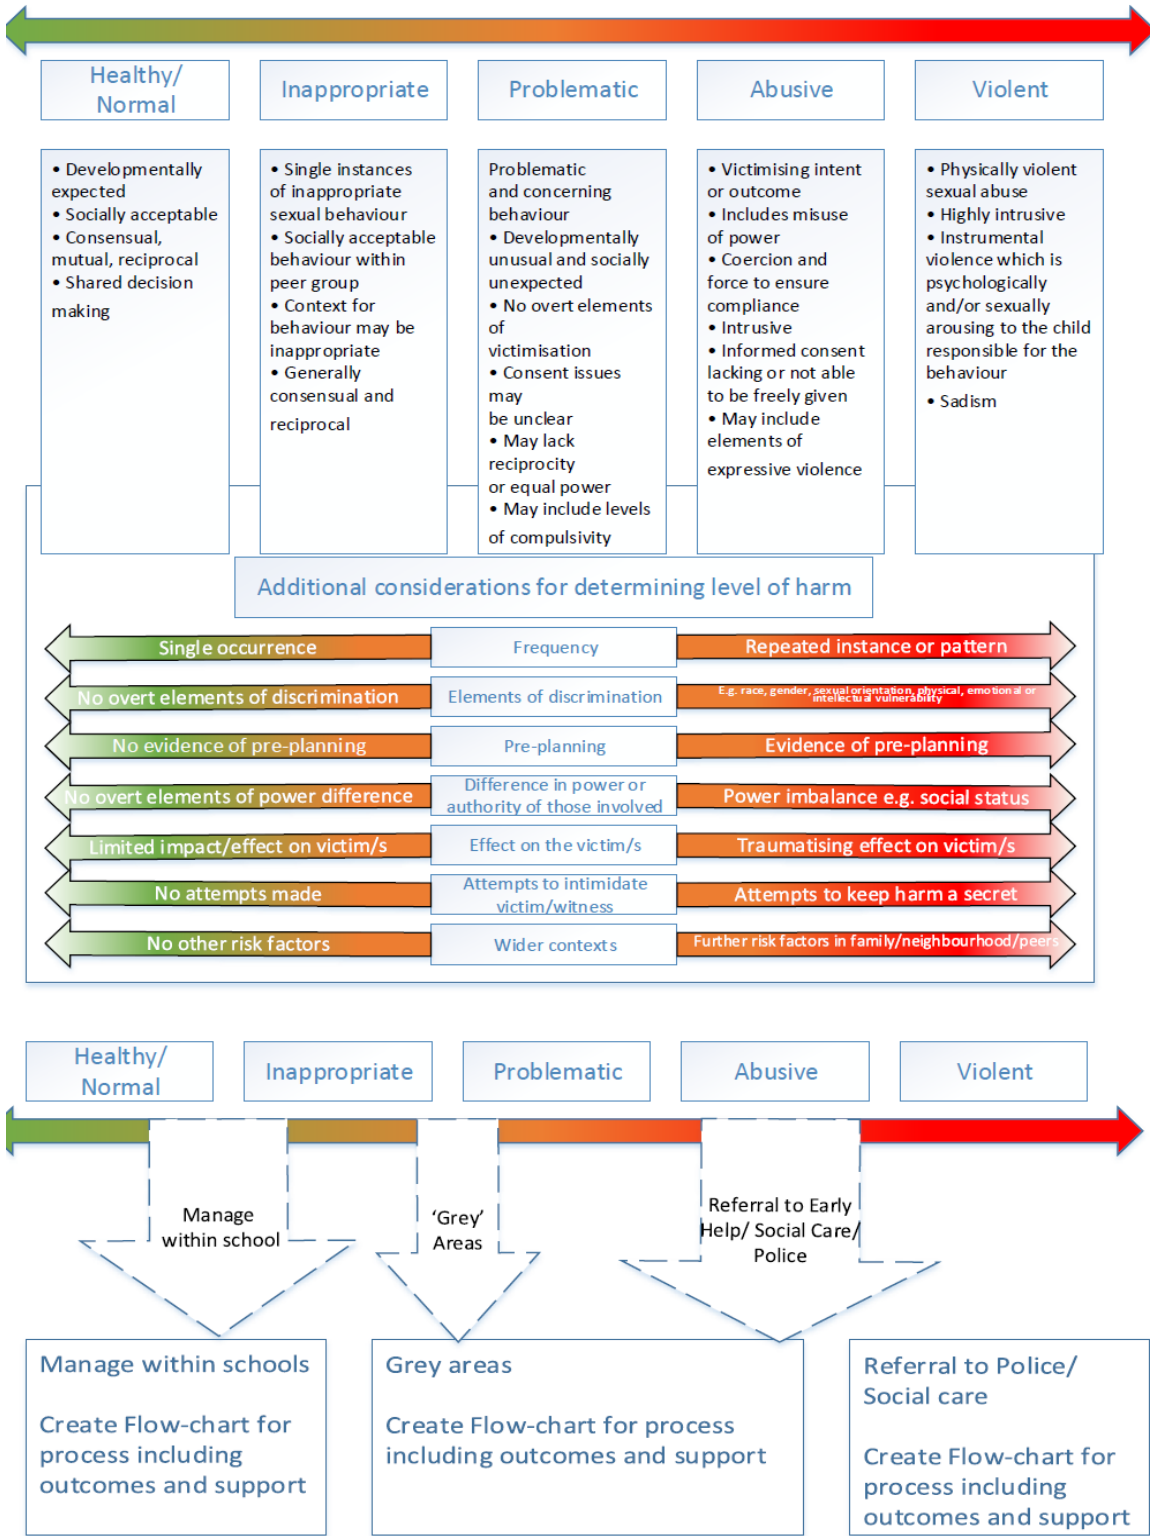 Healthy/
Normal
Inappropriate
Problematic
Abusive
Violent
• Developmentally
expected
• Socially acceptable
• Consensual,
mutual, reciprocal
• Shared decision
making
• Single instances
of inappropriate
sexual behaviour
• Socially acceptable
behaviour within
peer group
• Context for
behaviour may be
inappropriate
• Generally
consensual and
reciprocal
Problematic
and concerning
behaviour
• Developmentally
unusual and socially
unexpected
• No overt elements
of
victimisation
• Consent issues
may
be unclear
• May lack
reciprocity
or equal power
• May include levels
of compulsivity
• Victimising intent
or outcome
• Includes misuse
of power
• Coercion and
force to ensure
compliance
• Intrusive
• Informed consent
lacking or not able
to be freely given
• May include
elements of
expressive violence
• Physically violent
sexual abuse
• Highly intrusive
• Instrumental
violence which is
psychologically
and/or sexually
arousing to the child
responsible for the
behaviour
• Sadism
Additional considerations for determining level of harm
Single occurrence
Frequency
Repeated instance or pattern
No overt elements of discrimination
Elements of discrimination
E.g. race, gender, sexual orientation, physical, emotional or
intellectual vulnerability
No evidence of pre-planning
Pre-planning
Evidence of pre-planning
No overt elements of power difference
Difference in power or
authority of those involved
Power imbalance e.g. social status
Limited impact/effect on victim/s
Effect on the victim/s
Traumatising effect on victim/s
No attempts made
Attempts to intimidate
victim/witness
Attempts to keep harm a secret
No other risk factors
Wider contexts
Further risk factors in family/neighbourhood/peers
Healthy/
Normal
Inappropriate
Problematic
Abusive
Violent
Manage
within school
‘Grey’
Areas
Referral to Early
Help/ Social Care/
Police
Manage within schools
Create Flow-chart for
process including
outcomes and support
Grey areas
Create Flow-chart for process
including outcomes and support
Referral to Police/
Social care
Create Flow-chart for
process including
outcomes and support